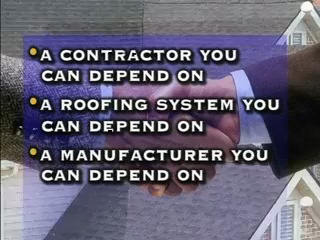 • A CONTRACTOR YOU
CAN DEPEND ON
• A ROOFING SYSTEM YOU
CAN DEPEND ON
• A MANUFACTURER YOU
CAN DEPEND ON